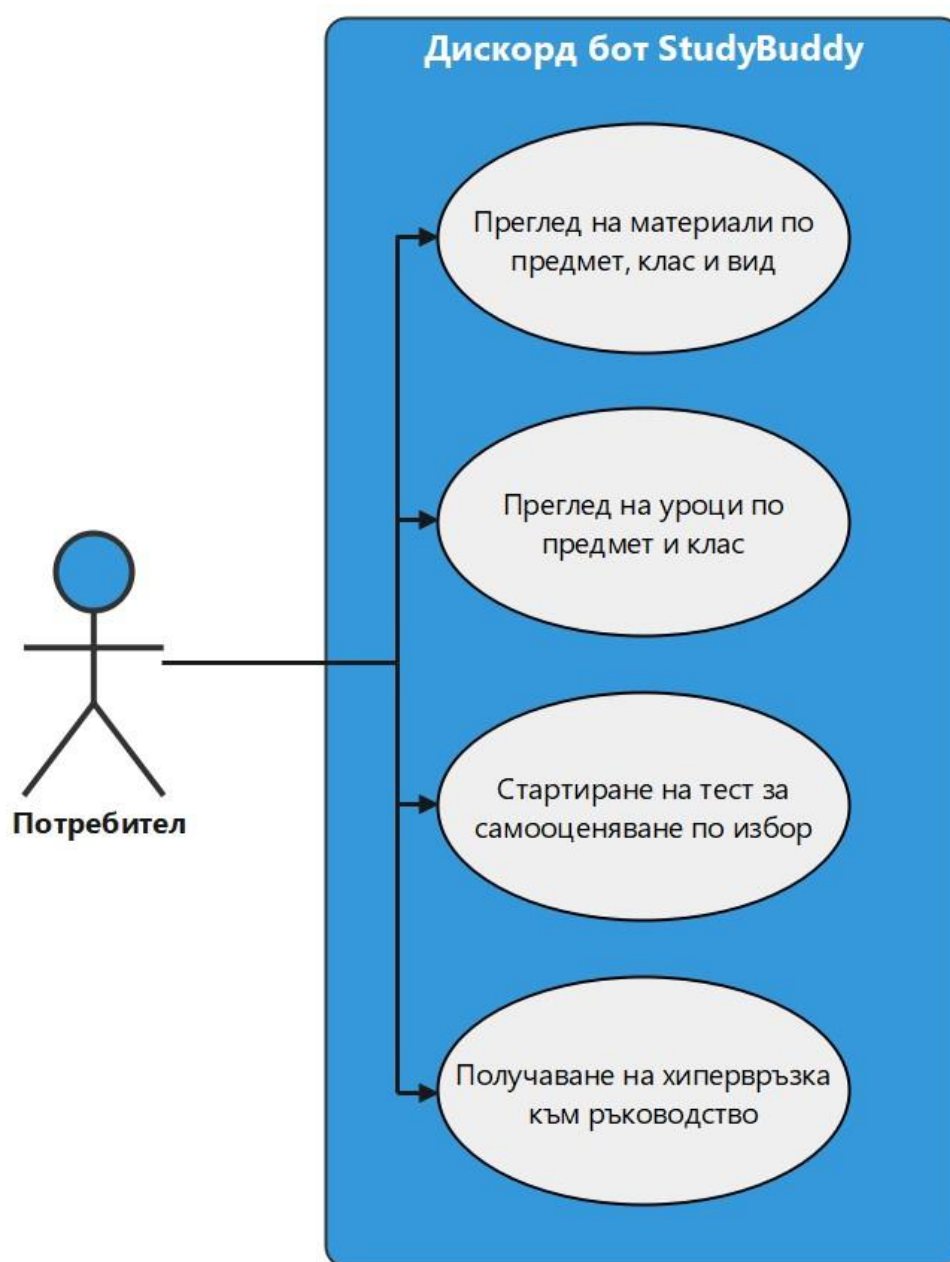 Дискорд бот StudyBuddy
Преглед на материали по
предмет, клас и вид
Преглед на уроци по
предмет и клас
Стартиране на тест за
самооценяване по избор
Получаване на хипервръзка
към ръководство
Потребител